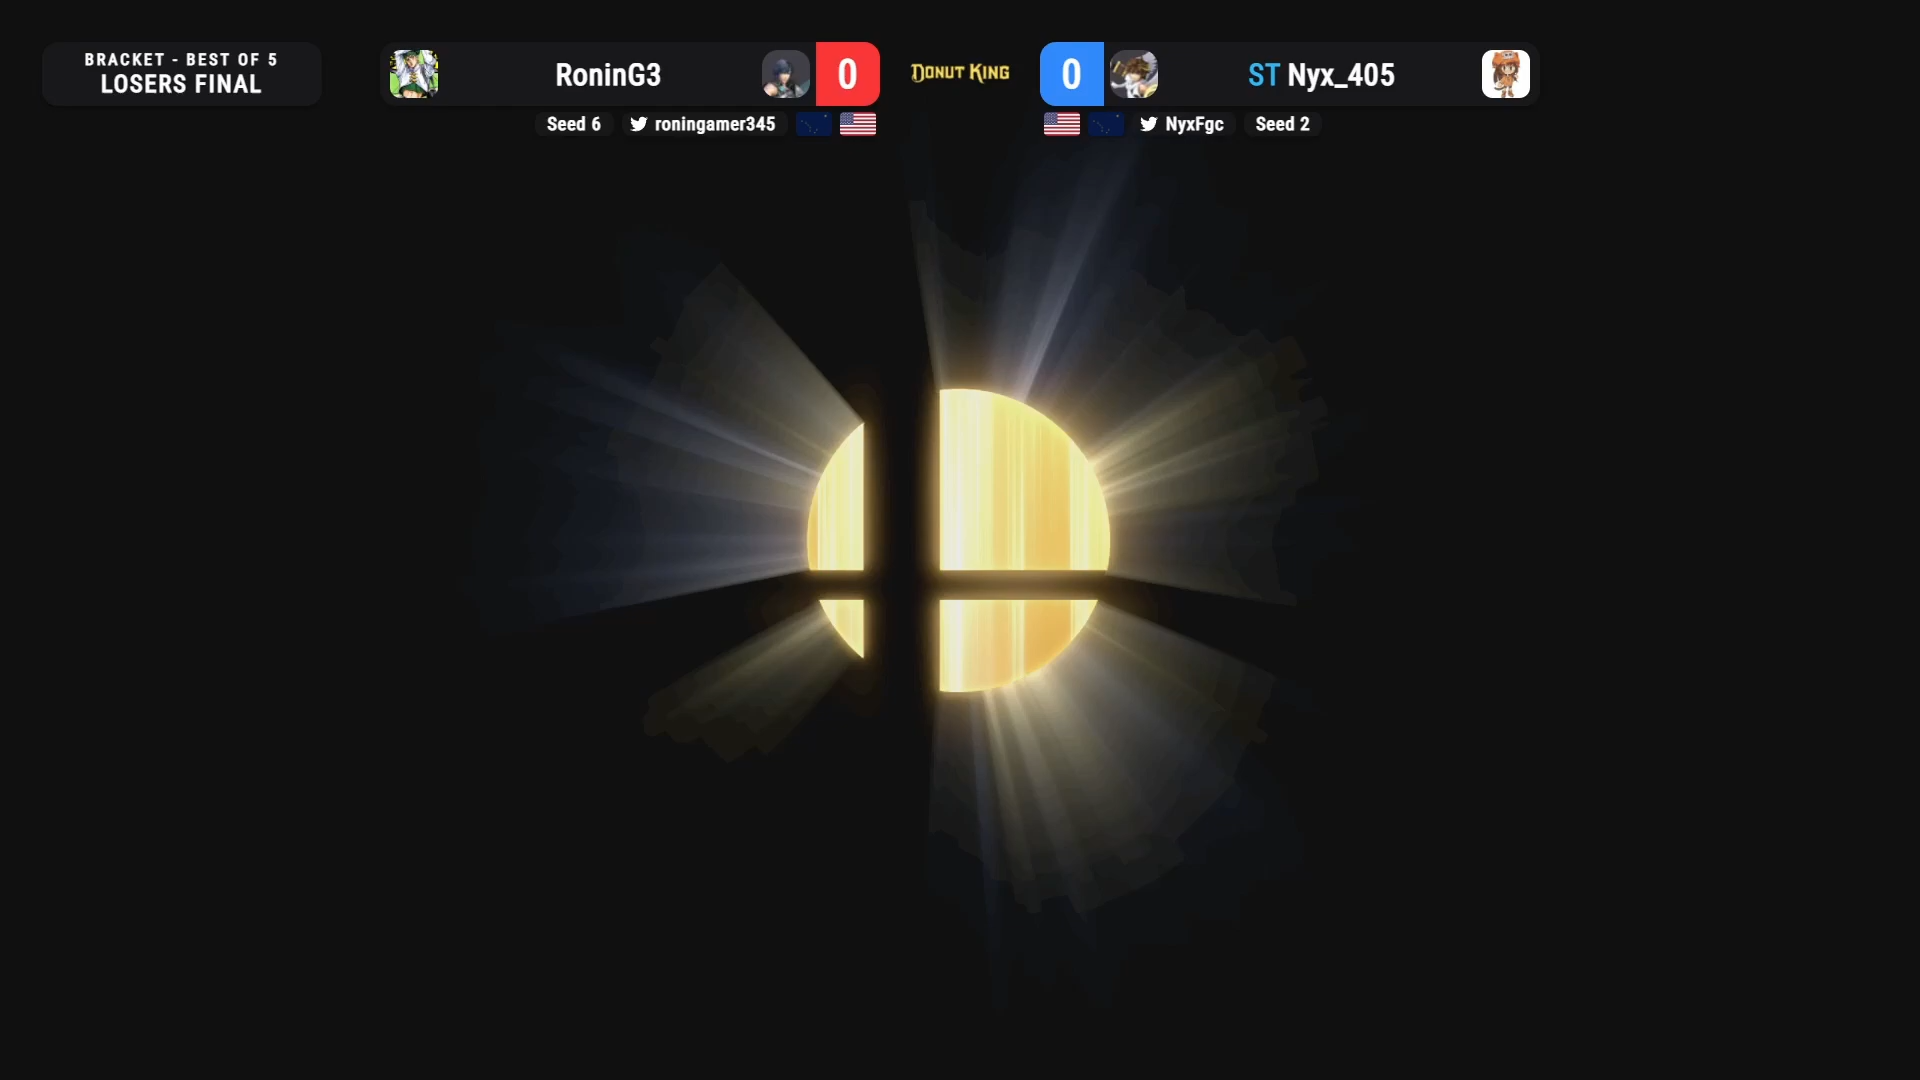 BRACKET - BEST OF 5
LOSERS FINAL
RoninG3
0
DONUT KING
0
ST Nyx_405
Seed 6
roningamer345
NyxFgc
Seed 2